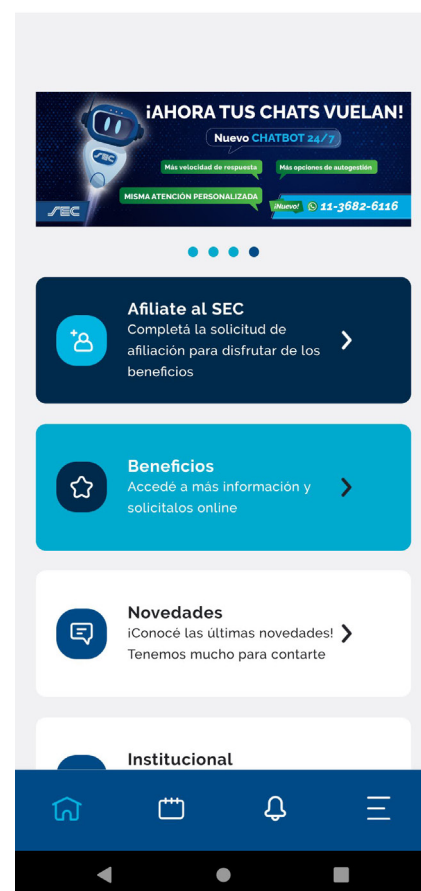 ¡AHORA TUS CHATS VUELAN!
Nuevo CHATBOT 24/7
Más velocidad de respuesta
Más opciones de autogestión
MISMA ATENCIÓN PERSONALIZADA
¡Nuevo! 11-3682-6116
SEC
SEC
Afiliate al SEC
Completá la solicitud de
afiliación para disfrutar de los
beneficios
Beneficios
Accedé a más información y
solicitalos online
Novedades
¡Conocé las últimas novedades!
Tenemos mucho para contarte
Institucional